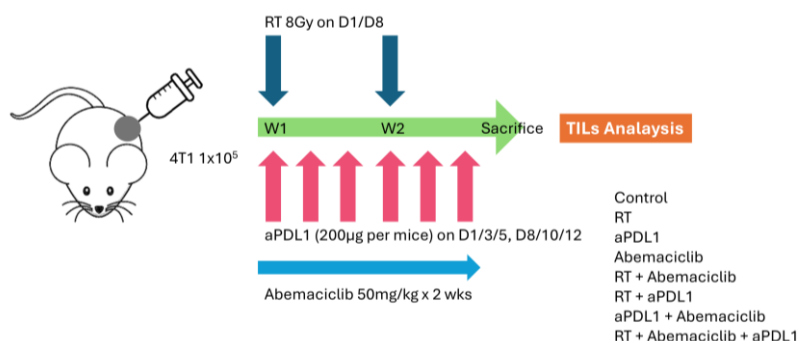 RT 8Gy on D1/D8
W1
W2
Sacrifice
TILs Analaysis
4T1 1x10⁵
aPDL1 (200µg per mice) on D1/3/5, D8/10/12
Abemaciclib 50mg/kg x 2 wks
Control
RT
aPDL1
Abemaciclib
RT + Abemaciclib
RT + aPDL1
aPDL1 + Abemaciclib
RT + Abemaciclib + aPDL1